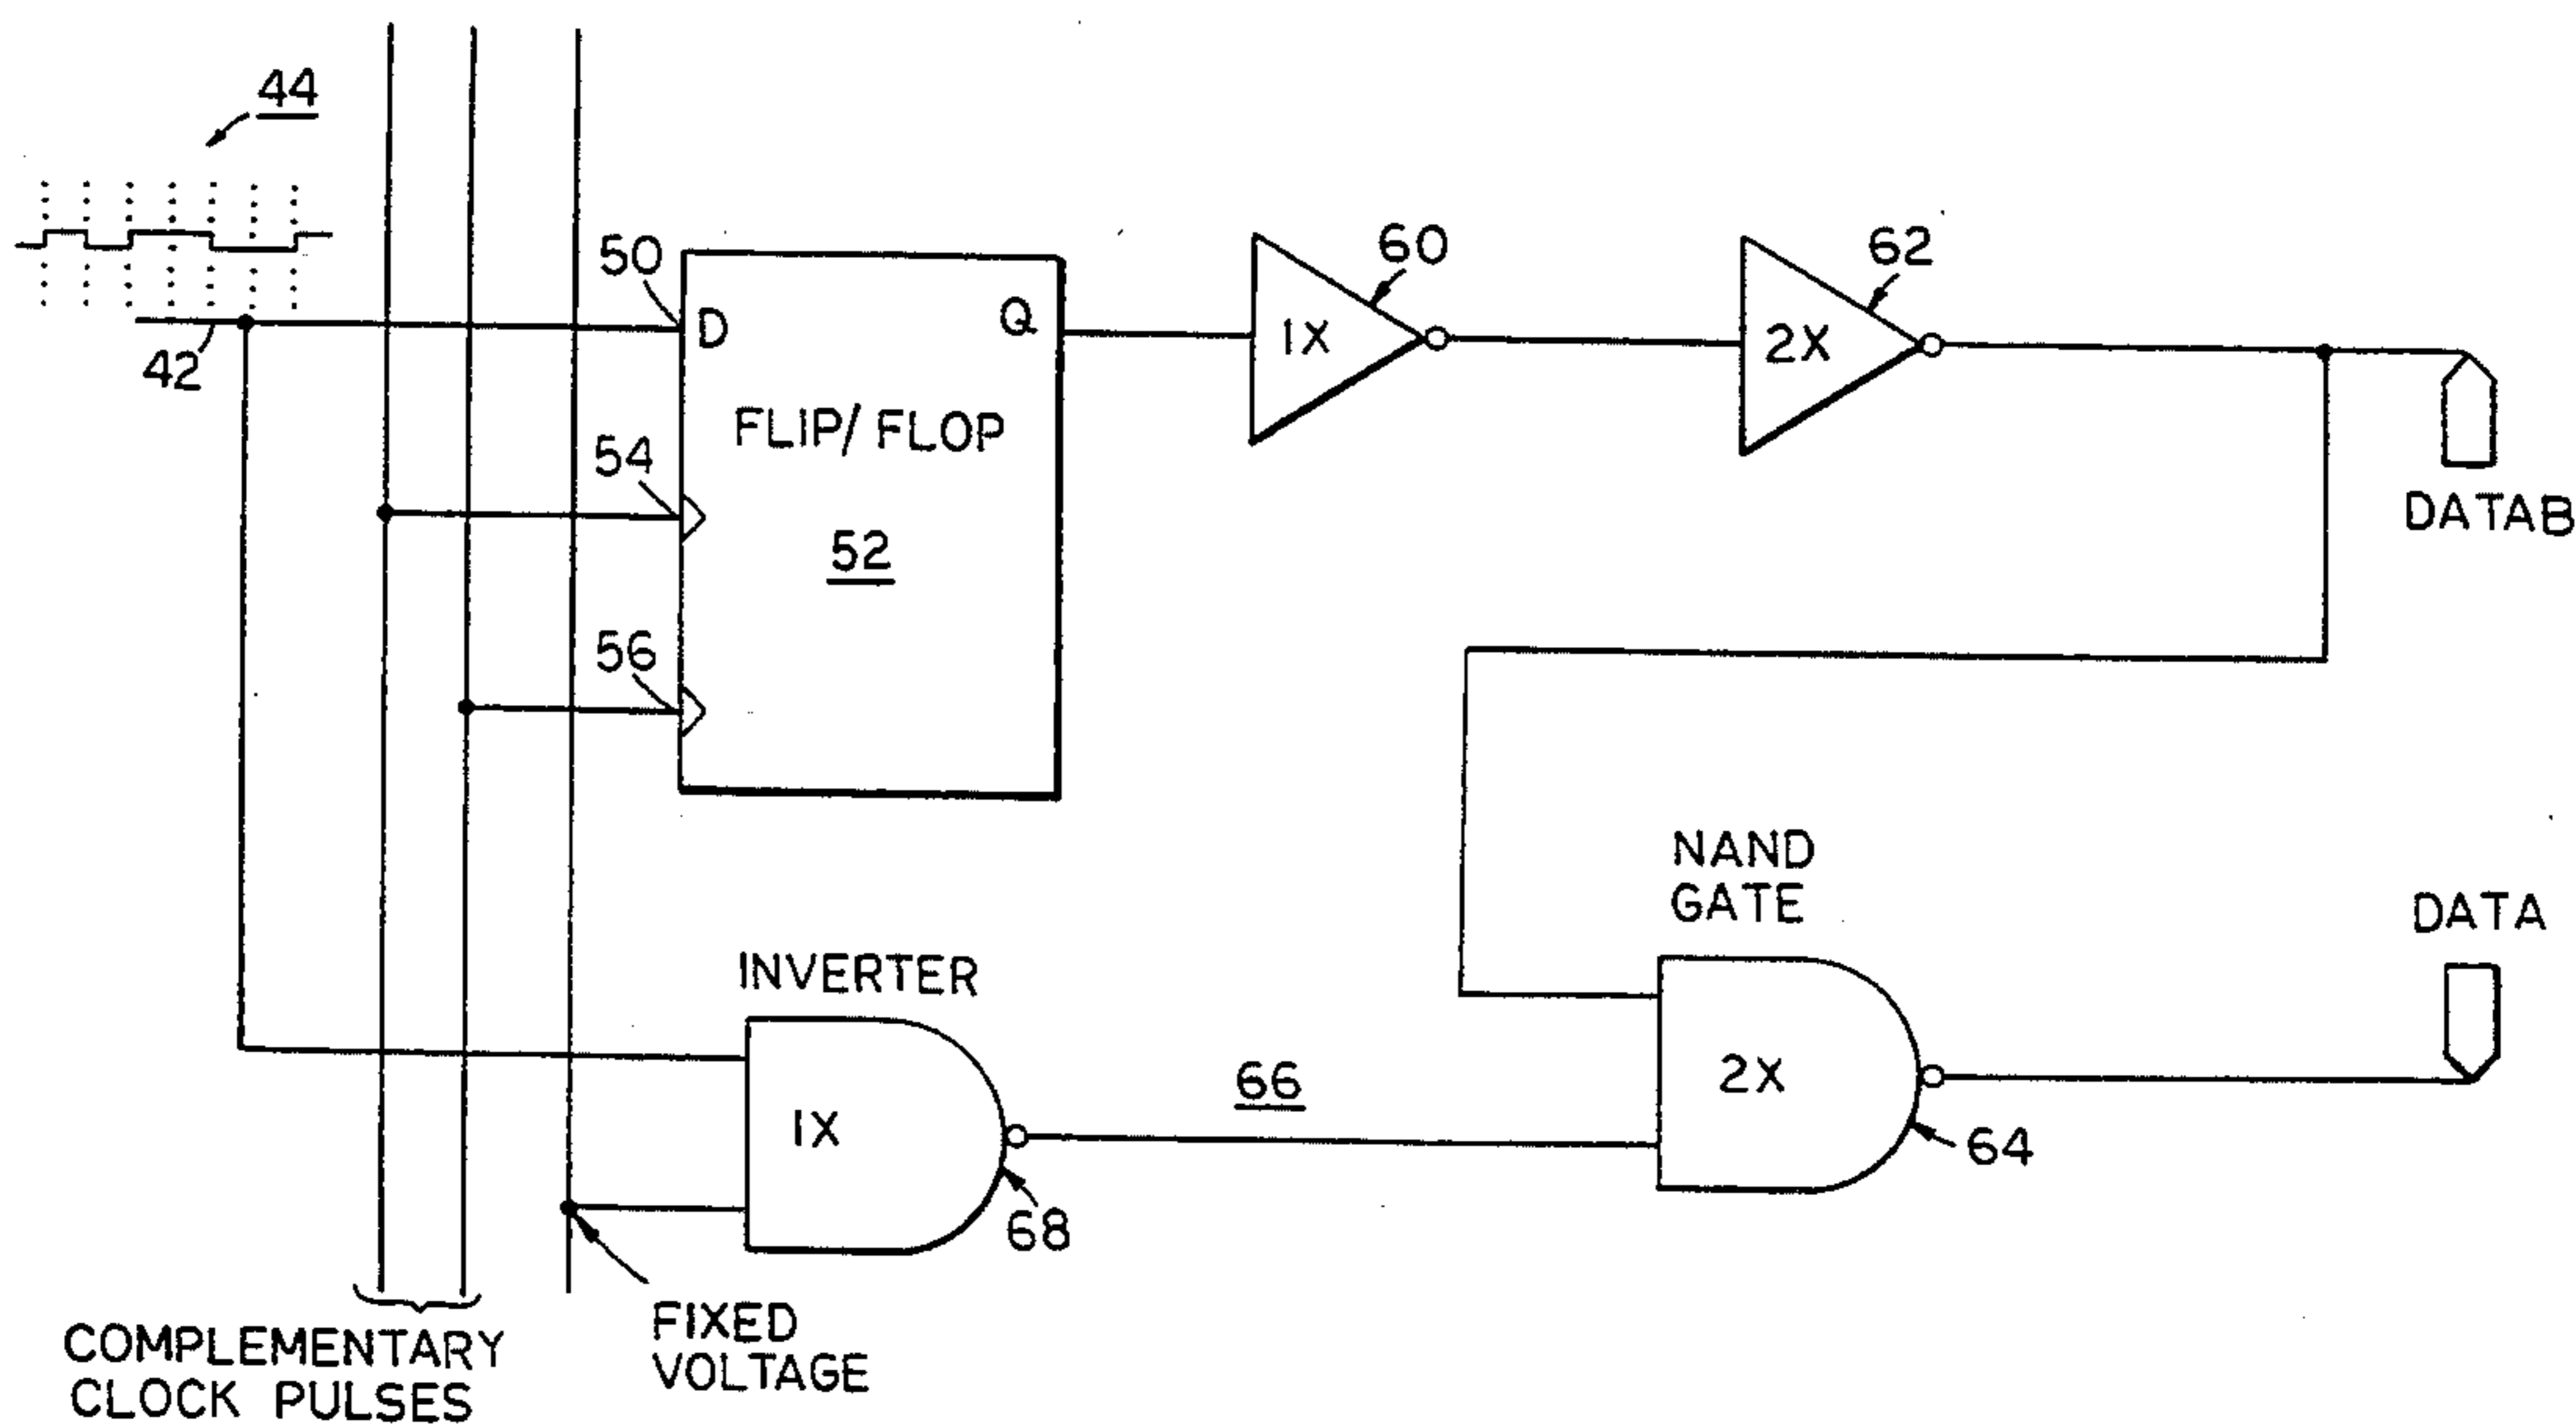 44
42
50
D
Q
FLIP/FLOP
54
52
56
60
1X
62
2X
DATAB
NAND
GATE
DATA
INVERTER
1X
66
2X
64
68
FIXED
VOLTAGE
COMPLEMENTARY
CLOCK PULSES